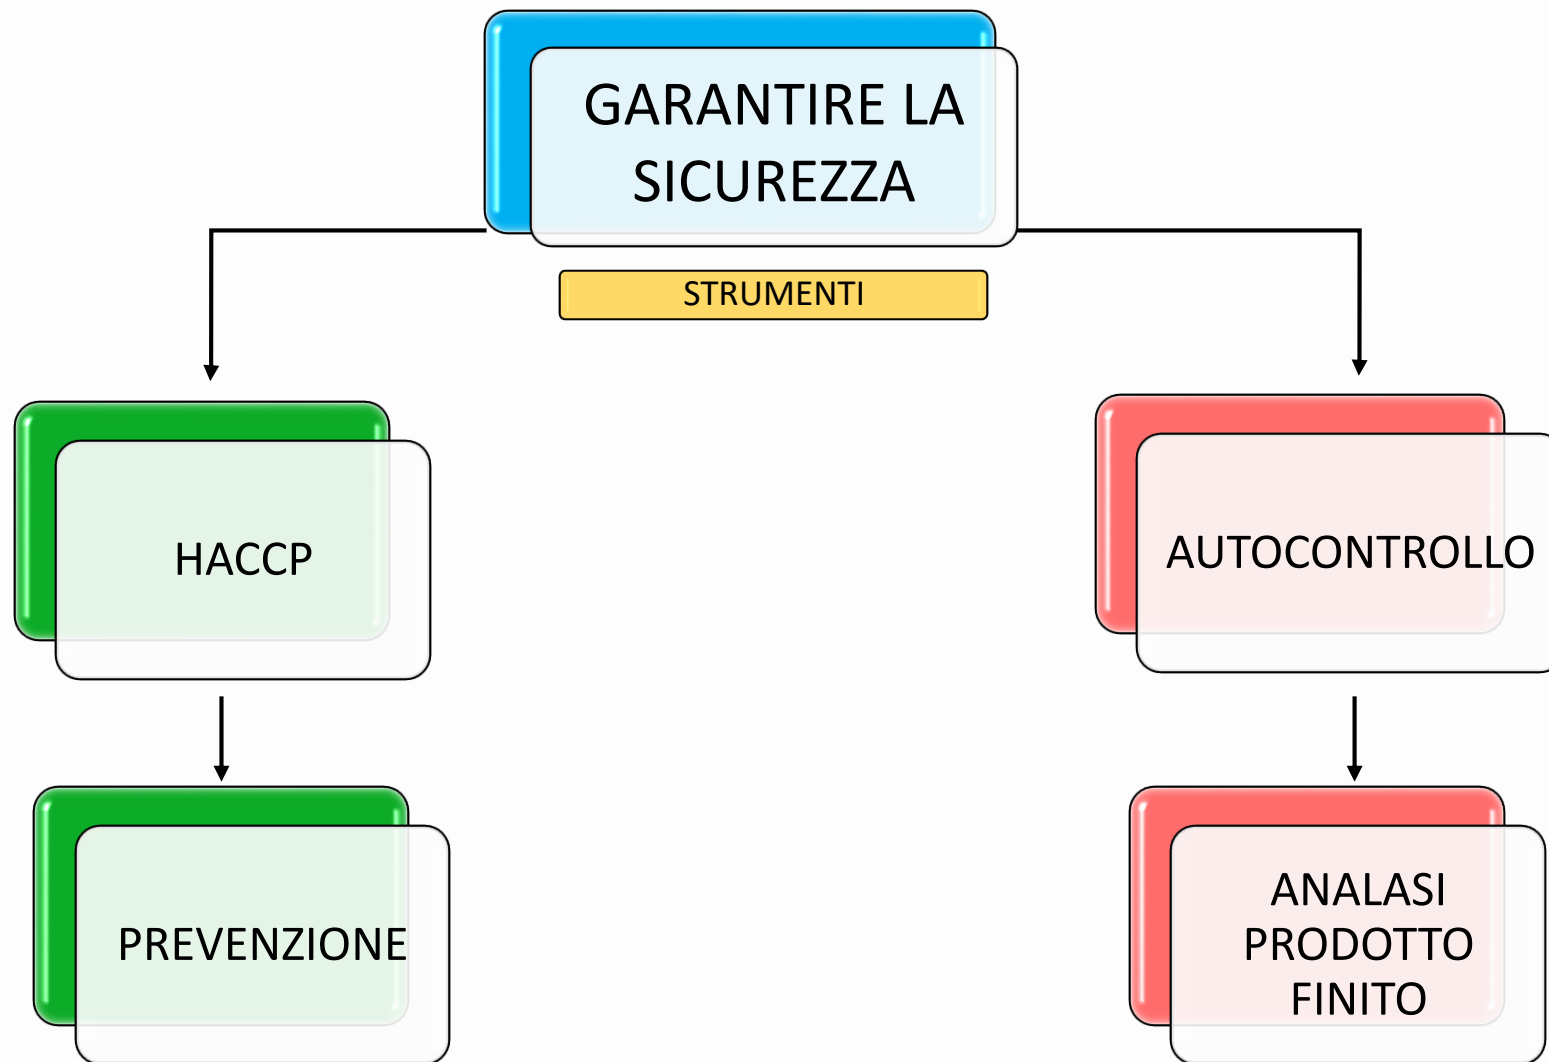 GARANTIRE LA
SICUREZZA
STRUMENTI
HACCP
AUTOCONTROLLO
PREVENZIONE
ANALASI
PRODOTTO
FINITO